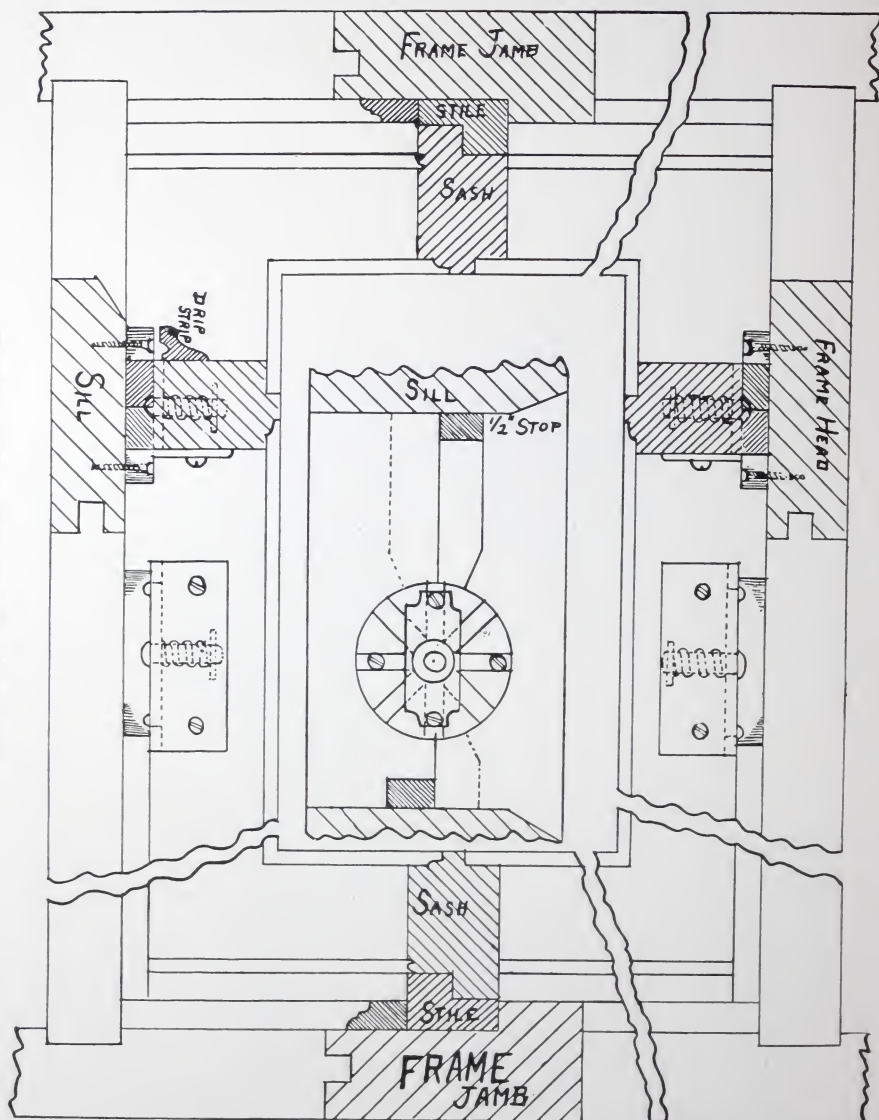 FRAME JAMB
STILE
SASH
DRIP
STRIP
SILL
FRAME HEAD
SILL
1/2" STOP
SASH
STILE
FRAME
JAMB